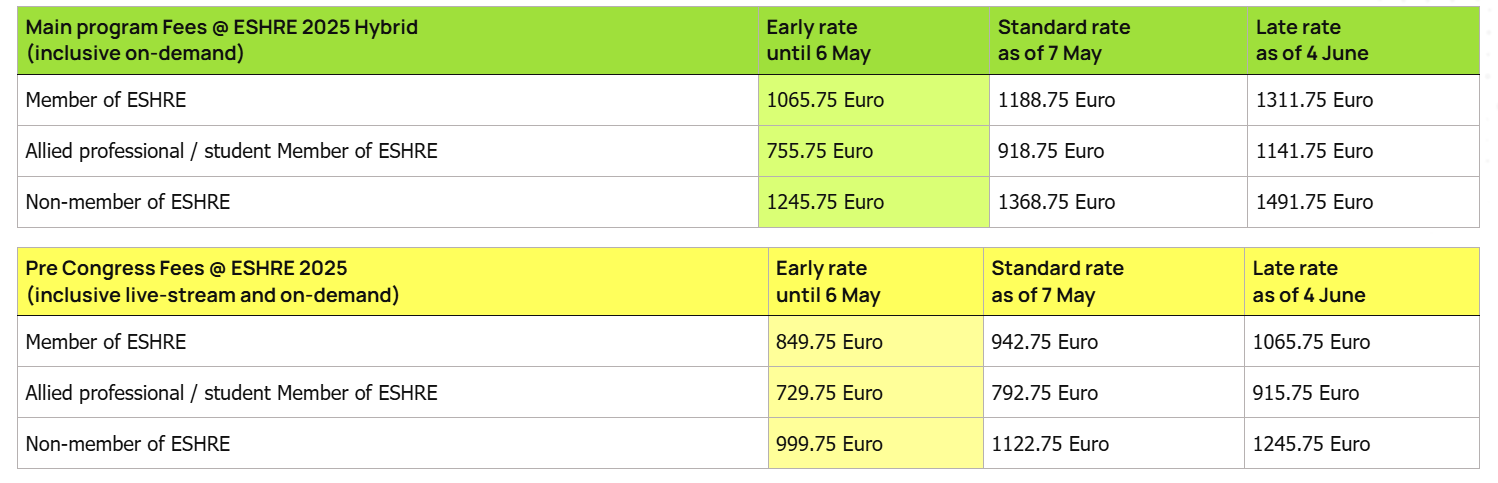 Main program Fees @ ESHRE 2025 Hybrid
(inclusive on-demand)
Early rate
until 6 May
Standard rate
as of 7 May
Late rate
as of 4 June
Member of ESHRE
1065.75 Euro
1188.75 Euro
1311.75 Euro
Allied professional / student Member of ESHRE
755.75 Euro
918.75 Euro
1141.75 Euro
Non-member of ESHRE
1245.75 Euro
1368.75 Euro
1491.75 Euro
Pre Congress Fees @ ESHRE 2025
(inclusive live-stream and on-demand)
Early rate
until 6 May
Standard rate
as of 7 May
Late rate
as of 4 June
Member of ESHRE
849.75 Euro
942.75 Euro
1065.75 Euro
Allied professional / student Member of ESHRE
729.75 Euro
792.75 Euro
915.75 Euro
Non-member of ESHRE
999.75 Euro
1122.75 Euro
1245.75 Euro